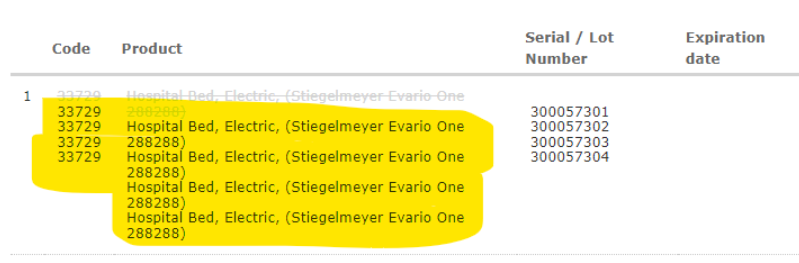 Code Product Serial / Lot Number Expiration date
1 33729 Hospital Bed, Electric, (Stiegelmeyer Evario One
288288)
33729 300057301
33729 Hospital Bed, Electric, (Stiegelmeyer Evario One 300057302
33729 288288) 300057303
33729 Hospital Bed, Electric, (Stiegelmeyer Evario One 300057304
288288)
Hospital Bed, Electric, (Stiegelmeyer Evario One
288288)
Hospital Bed, Electric, (Stiegelmeyer Evario One
288288)